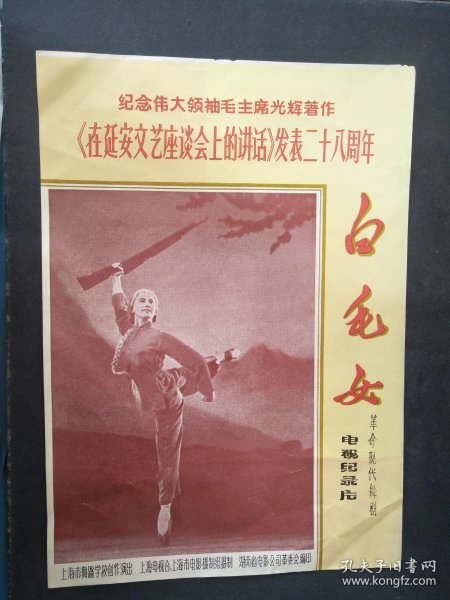 纪念伟大领袖毛主席光辉著作
《在延安文艺座谈会上的讲话》发表二十八周年
白毛女
革命现代舞剧
电视纪录片
上海市舞蹈学校创作演出 上海电视台、上海市电影摄制组摄制 湖南省电影公司革委会编印
孔夫子旧书网
www.kongfz.com